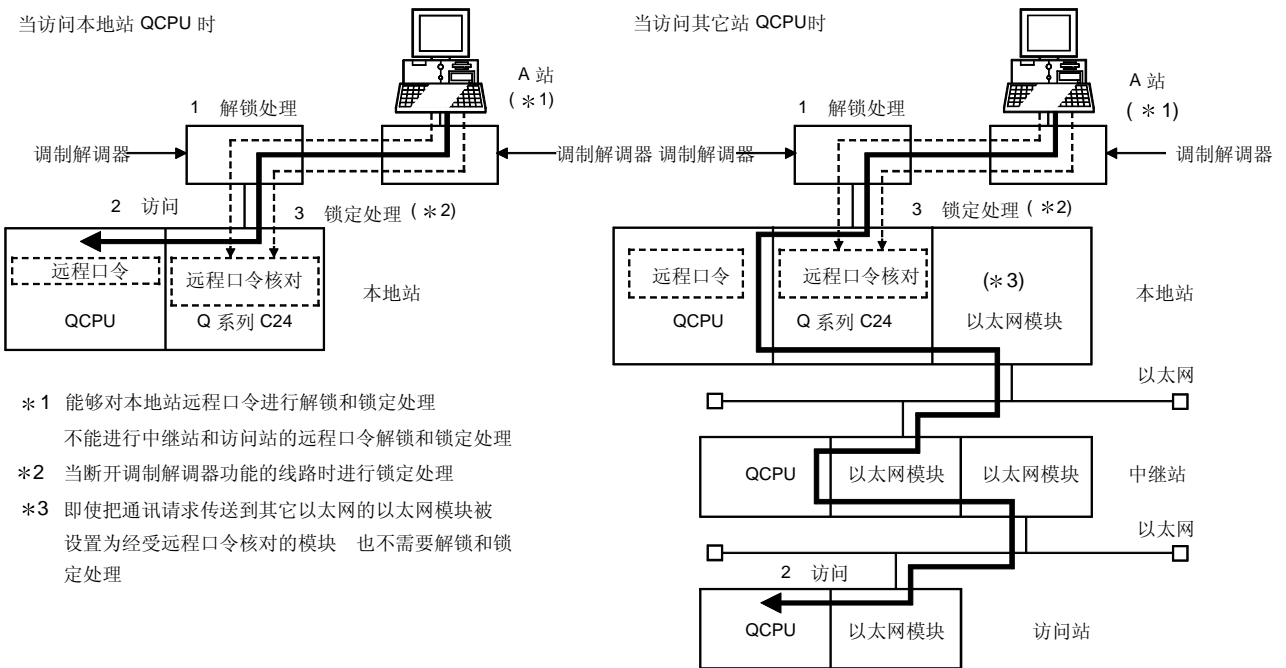 当访问本地站 QCPU 时
A 站
(＊1)
1 解锁处理
调制解调器
调制解调器
2 访问
3 锁定处理 (＊2)
远程口令
远程口令核对
本地站
QCPU
Q 系列 C24
＊1 能够对本地站远程口令进行解锁和锁定处理
不能进行中继站和访问站的远程口令解锁和锁定处理
＊2 当断开调制解调器功能的线路时进行锁定处理
＊3 即使把通讯请求传送到其它以太网的以太网模块被
设置为经受远程口令核对的模块 也不需要解锁和锁
定处理
当访问其它站 QCPU时
A 站
(＊1)
1 解锁处理
调制解调器
调制解调器
3 锁定处理 (＊2)
远程口令
远程口令核对
(＊3)
本地站
QCPU
Q 系列 C24
以太网模块
以太网
QCPU
以太网模块
以太网模块
中继站
以太网
2 访问
QCPU
以太网模块
访问站